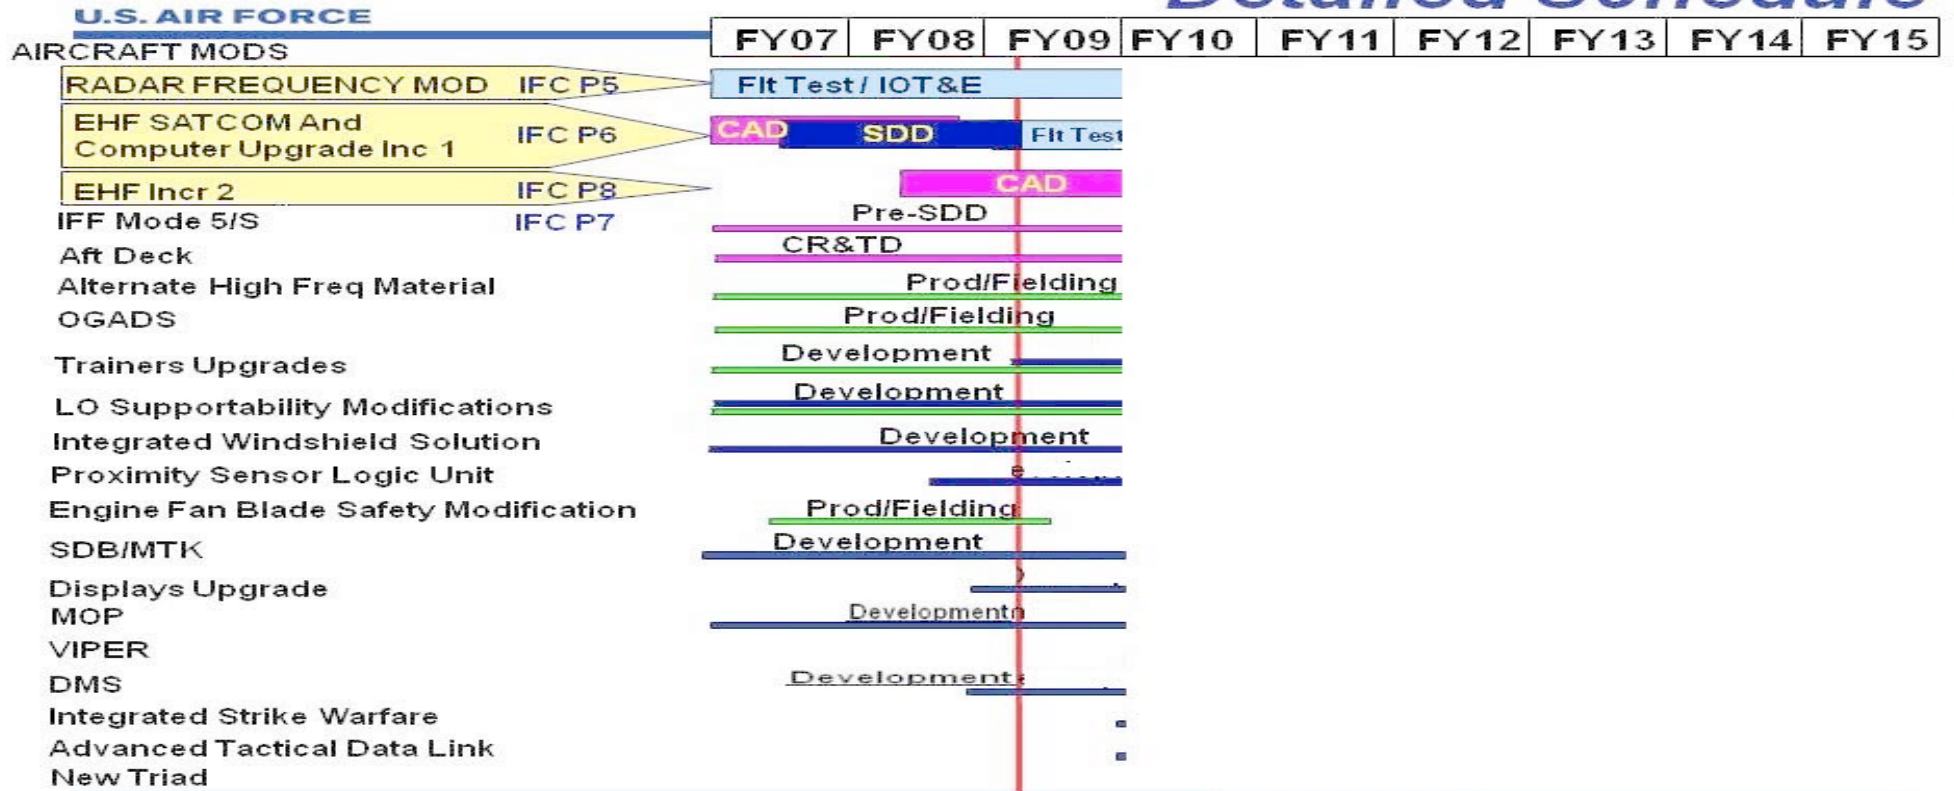 Detailed Schedule
U.S. AIR FORCE
AIRCRAFT MODS
FY07 FY08 FY09 FY10 FY11 FY12 FY13 FY14 FY15
RADAR FREQUENCY MOD IFC P5 Flt Test / IOT&E
EHF SATCOM And
Computer Upgrade Inc 1 IFC P6 CAD SDD Flt Test
EHF Incr 2 IFC P8 CAD
IFF Mode 5/S IFC P7 Pre-SDD
Aft Deck CR&TD
Alternate High Freq Material Prod/Fielding
OGADS Prod/Fielding
Trainers Upgrades Development
LO Supportability Modifications Development
Integrated Windshield Solution Development
Proximity Sensor Logic Unit
Engine Fan Blade Safety Modification Prod/Fielding
SDB/MTK Development
Displays Upgrade
MOP Development
VIPER
DMS Development
Integrated Strike Warfare
Advanced Tactical Data Link
New Triad